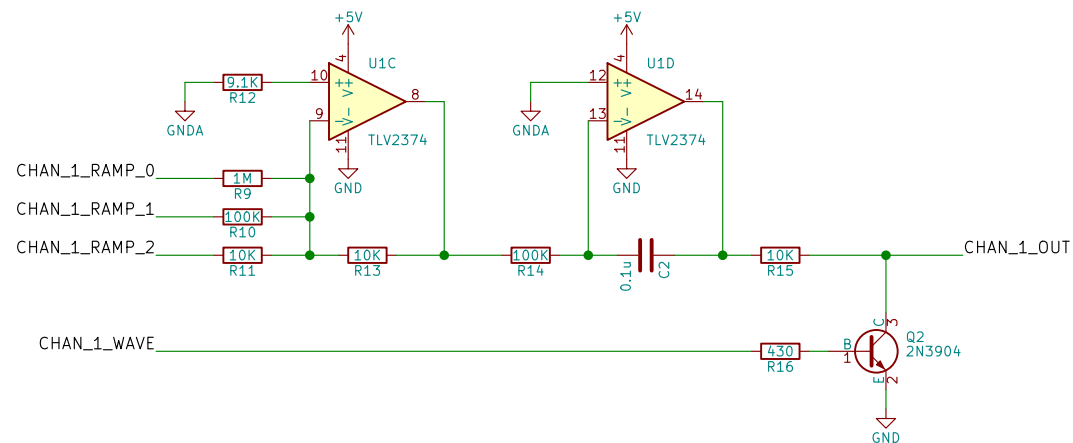 +5V
+5V
4
U1C
4
U1D
10
9.1K
R12
+
V+
8
12
+
V+
14
9
-
V-
13
-
V-
GNDA
11
TLV2374
GNDA
11
TLV2374
CHAN_1_RAMP_0
1M
R9
GND
GND
CHAN_1_RAMP_1
100K
R10
CHAN_1_RAMP_2
10K
R11
10K
R13
100K
R14
0.1u
C2
10K
R15
CHAN_1_OUT
C
3
CHAN_1_WAVE
430
R16
B
1
Q2
2N3904
E
2
GND